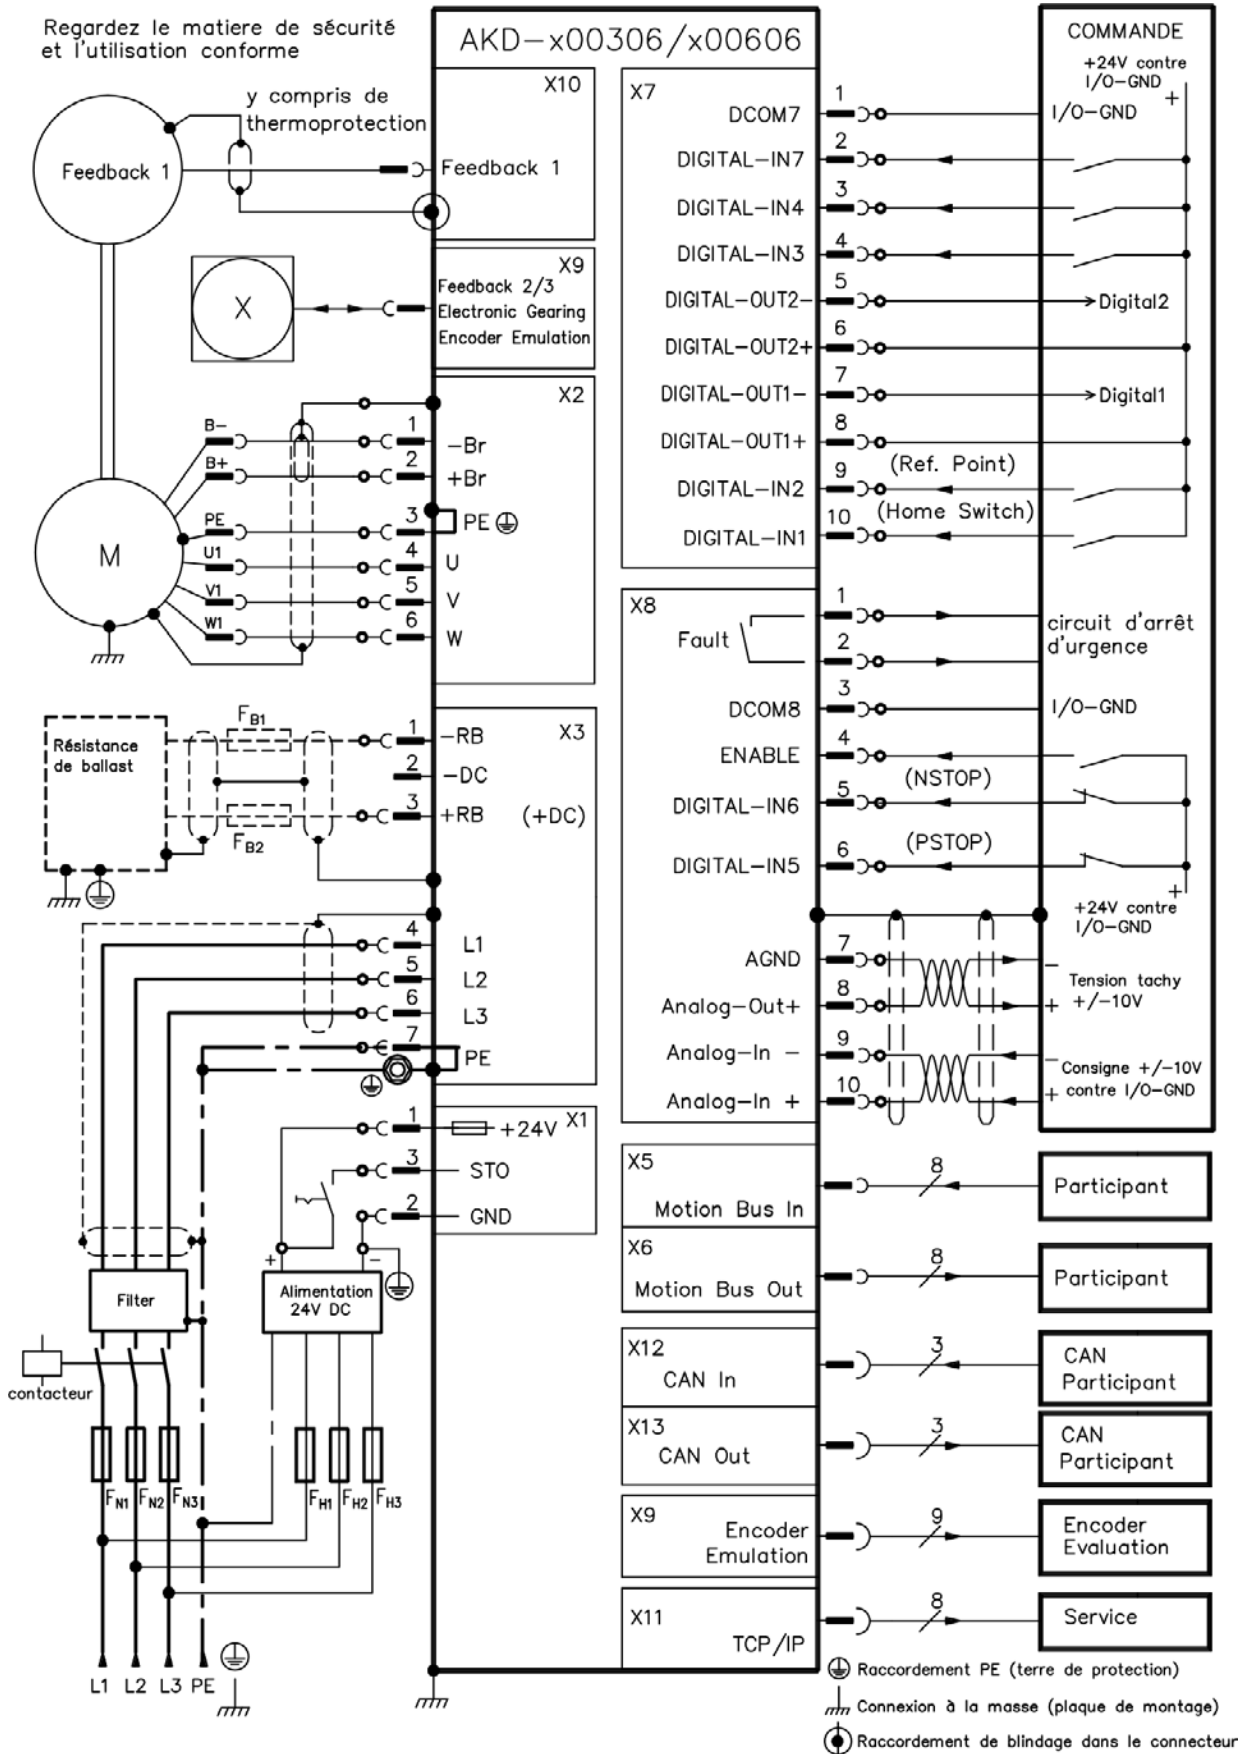 Regardez le matiere de sécurité
et l'utilisation conforme
AKD-x00306/x00606
X10
y compris de
thermoprotection
Feedback 1
Feedback 1
X9
Feedback 2/3
Electronic Gearing
Encoder Emulation
X
X2
B- 1 -Br
B+ 2 +Br
PE 3 PE
M
U1 4 U
V1 5 V
W1 6 W
Résistance
de ballast
FB1
FB2
X3
1 -RB
2 -DC
3 +RB (+DC)
4 L1
5 L2
6 L3
7 PE
X1
1 +24V
3 STO
2 GND
+ -
Alimentation
24V DC
Filter
contacteur
FN1 FN2 FN3 FH1 FH2 FH3
L1 L2 L3 PE
X7
DCOM7 1
DIGITAL-IN7 2
DIGITAL-IN4 3
DIGITAL-IN3 4
DIGITAL-OUT2- 5
DIGITAL-OUT2+ 6
DIGITAL-OUT1- 7
DIGITAL-OUT1+ 8
DIGITAL-IN2 9 (Ref. Point)
DIGITAL-IN1 10 (Home Switch)
COMMANDE
+24V contre
I/O-GND
+
I/O-GND
Digital2
Digital1
X8
Fault 1
2
circuit d'arrêt
d'urgence
DCOM8 3 I/O-GND
ENABLE 4
DIGITAL-IN6 5 (NSTOP)
DIGITAL-IN5 6 (PSTOP)
+
+24V contre
I/O-GND
AGND 7 -
Analog-Out+ 8 +
Tension tachy
+/-10V
Analog-In - 9 -
Analog-In + 10 +
Consigne +/-10V
contre I/O-GND
X5
Motion Bus In 8 Participant
X6
Motion Bus Out 8 Participant
X12
CAN In 3 CAN
Participant
X13
CAN Out 3 CAN
Participant
X9
Encoder
Emulation 9 Encoder
Evaluation
X11
TCP/IP 8 Service
Raccordement PE (terre de protection)
Connexion à la masse (plaque de montage)
Raccordement de blindage dans le connecteur